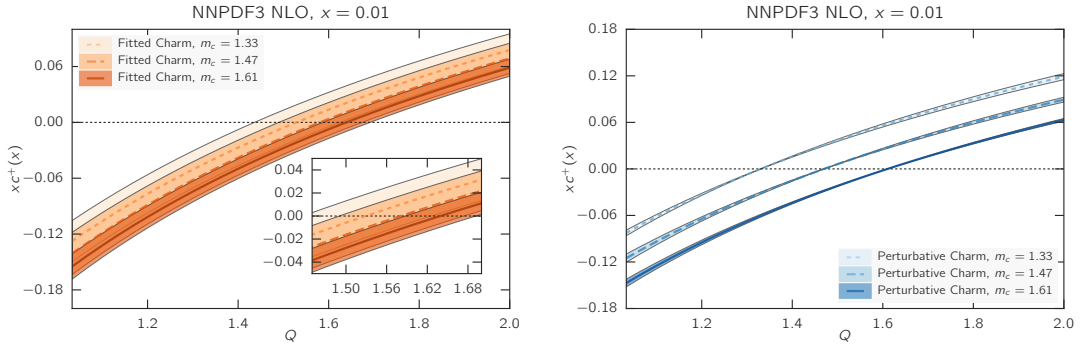 NNPDF3 NLO, x = 0.01
Fitted Charm, m_c = 1.33
Fitted Charm, m_c = 1.47
Fitted Charm, m_c = 1.61
xc⁺(x)
0.06
0.00
−0.06
−0.12
−0.18
1.2 1.4 1.6 1.8 2.0
Q
0.04
0.02
0.00
−0.02
−0.04
1.50 1.56 1.62 1.68
NNPDF3 NLO, x = 0.01
xc⁺(x)
0.18
0.12
0.06
0.00
−0.06
−0.12
−0.18
1.2 1.4 1.6 1.8 2.0
Q
Perturbative Charm, m_c = 1.33
Perturbative Charm, m_c = 1.47
Perturbative Charm, m_c = 1.61